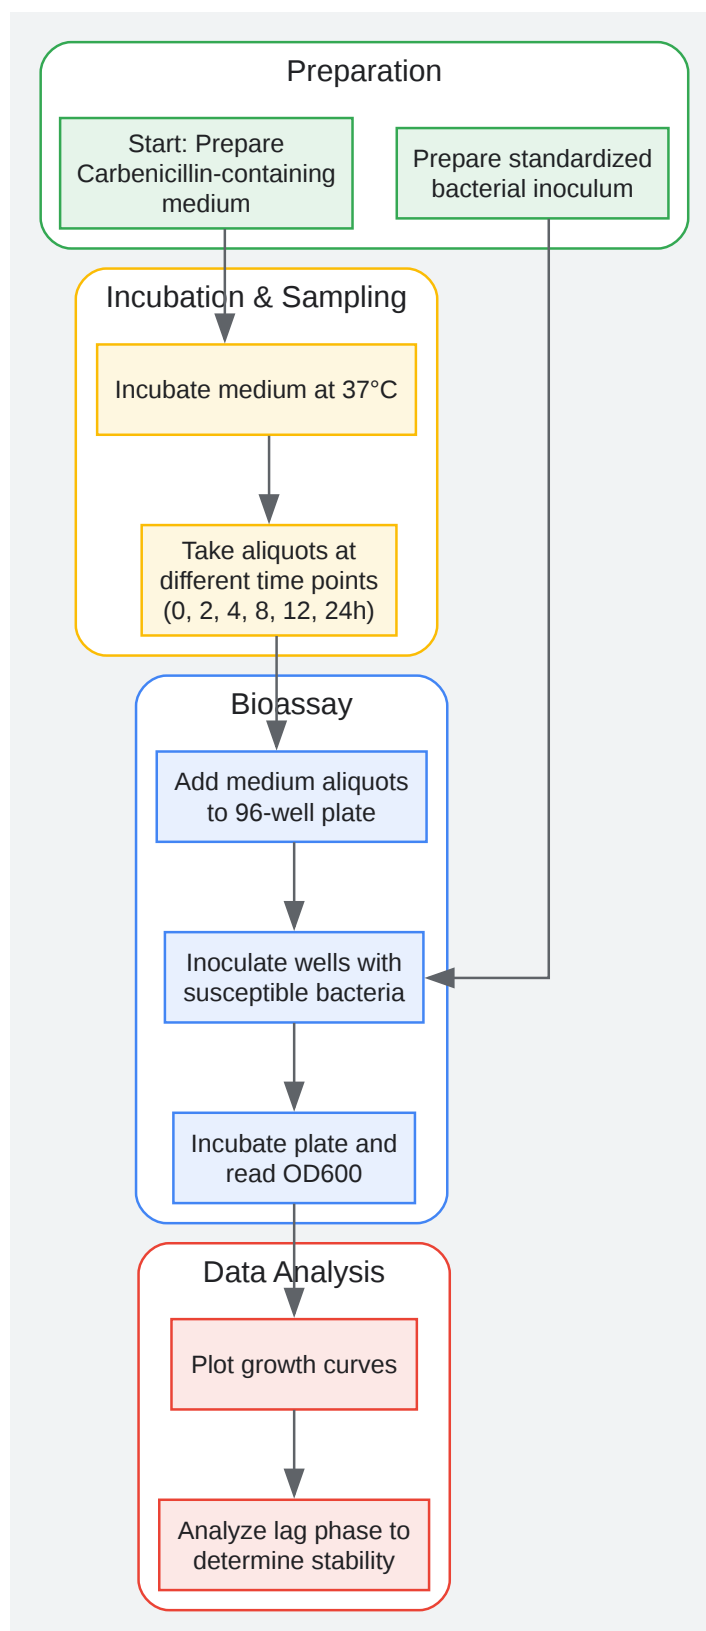 Preparation
Start: Prepare
Carbenicillin-containing
medium
Prepare standardized
bacterial inoculum
Incubation & Sampling
Incubate medium at 37°C
Take aliquots at
different time points
(0, 2, 4, 8, 12, 24h)
Bioassay
Add medium aliquots
to 96-well plate
Inoculate wells with
susceptible bacteria
Incubate plate and
read OD600
Data Analysis
Plot growth curves
Analyze lag phase to
determine stability